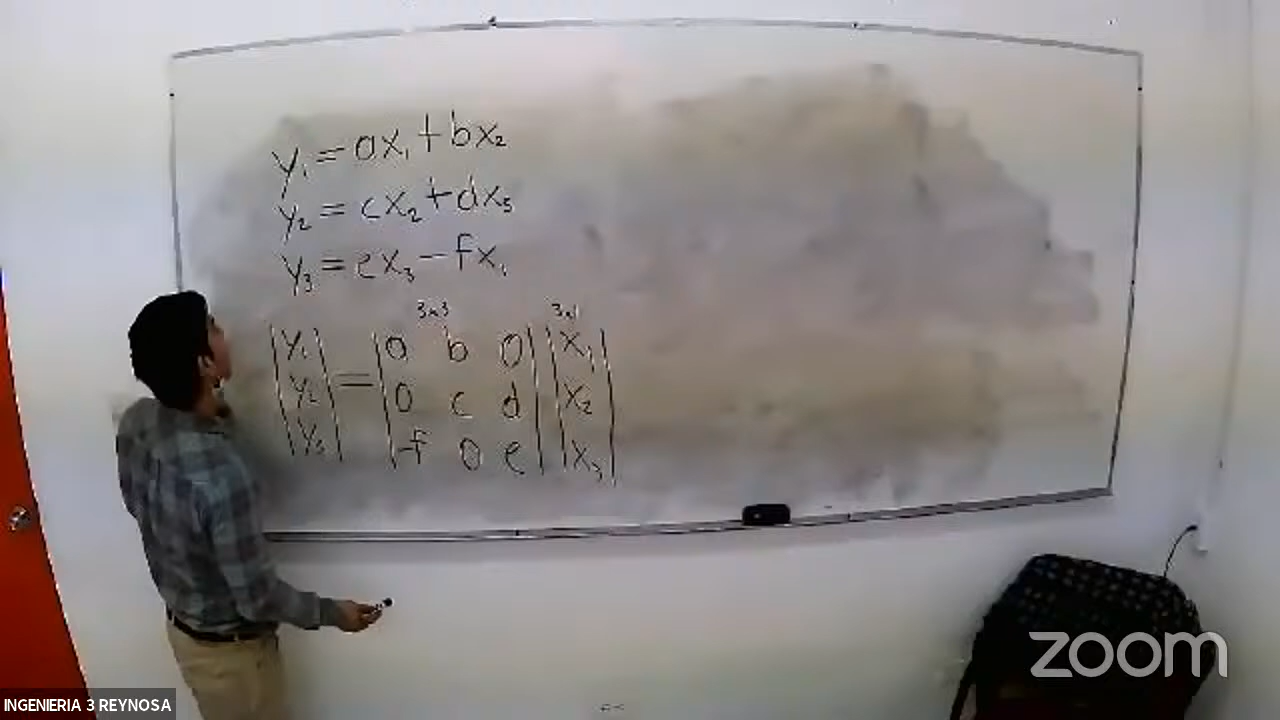 y₁ = ax₁ + bx₂
y₂ = cx₂ + dx₃
y₃ = ex₃ - fx₁
3x3 3x1
|y₁| = |a b 0| |x₁|
|y₂| |0 c d| |x₂|
|y₃| |-f 0 e| |x₃|
zoom
INGENIERIA 3 REYNOSA